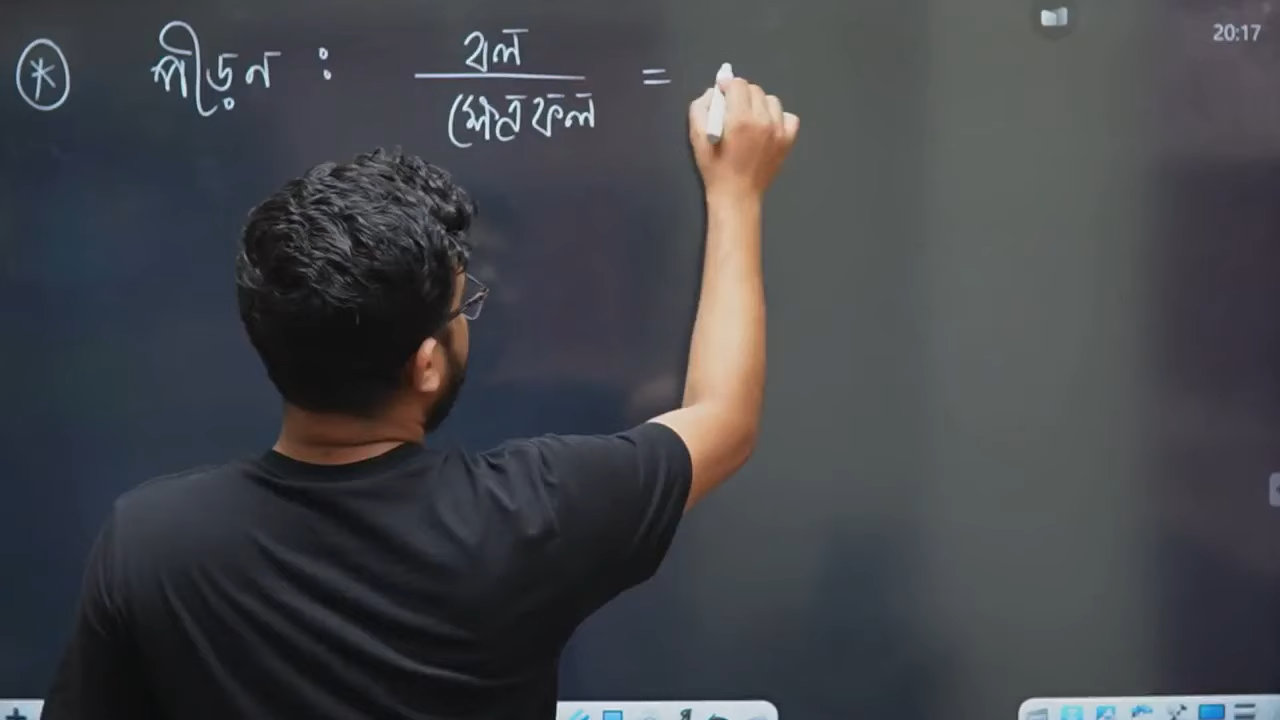 * পীড়ন : বল / ক্ষেত্রফল =
20:17